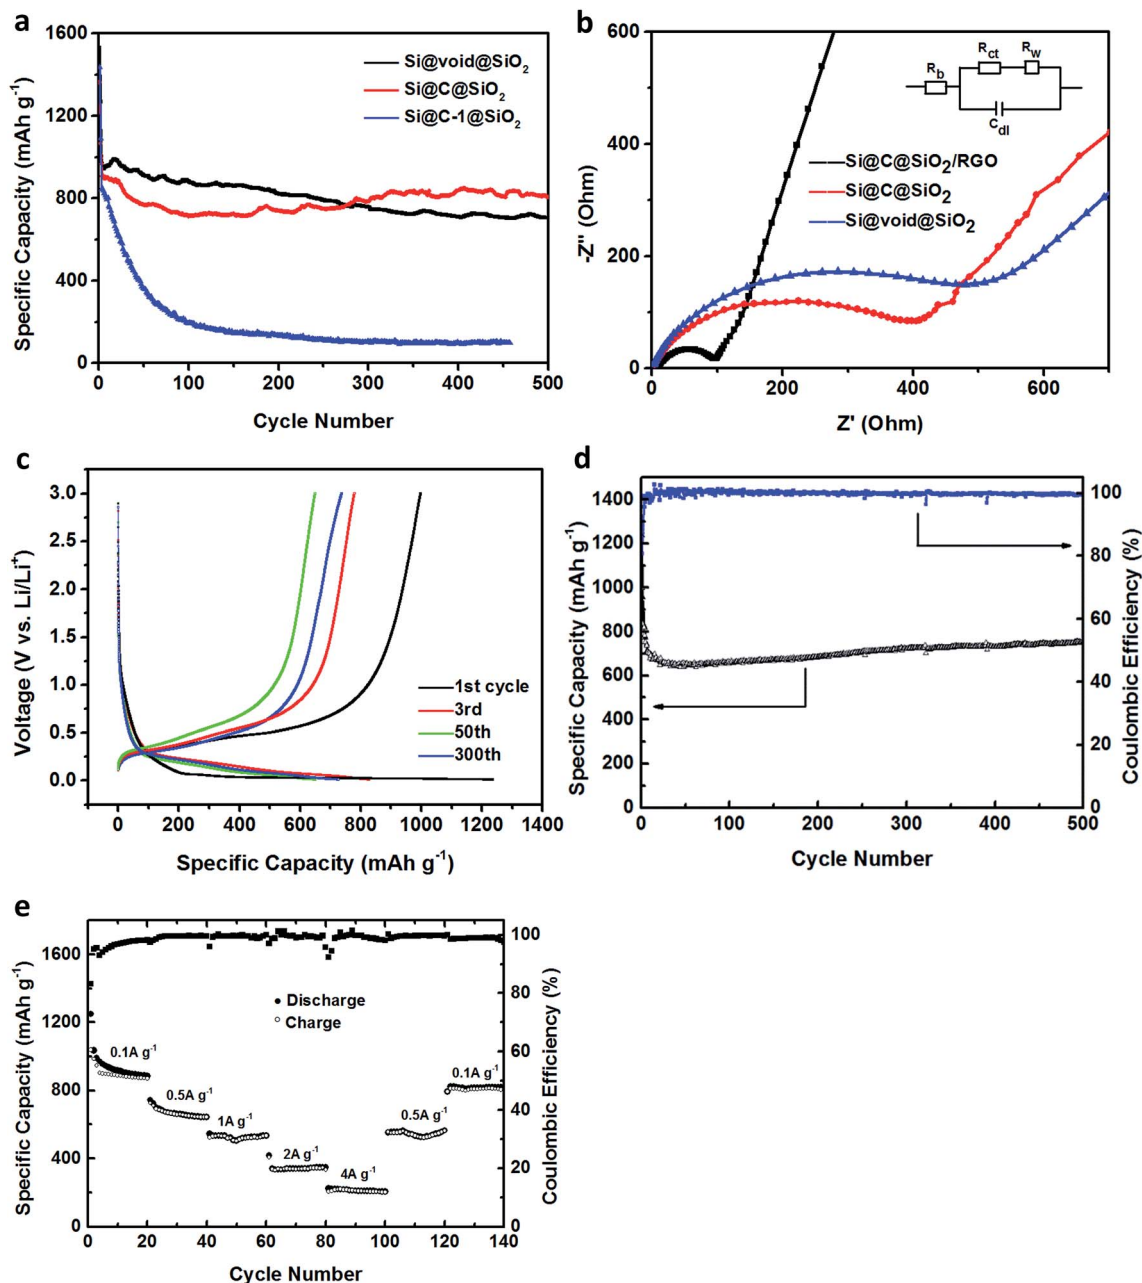 a
1600
1200
800
400
0
Specific Capacity (mAh g⁻¹)
Si@void@SiO₂
Si@C@SiO₂
Si@C-1@SiO₂
0 100 200 300 400 500
Cycle Number
b
600
400
200
0
-Z'' (Ohm)
R_b
R_ct
R_w
C_dl
Si@C@SiO₂/RGO
Si@C@SiO₂
Si@void@SiO₂
0 200 400 600
Z' (Ohm)
c
3.0
2.5
2.0
1.5
1.0
0.5
0.0
Voltage (V vs. Li/Li⁺)
1st cycle
3rd
50th
300th
0 200 400 600 800 1000 1200 1400
Specific Capacity (mAh g⁻¹)
d
1400
1200
1000
800
600
400
200
0
Specific Capacity (mAh g⁻¹)
100
80
60
40
20
0
Coulombic Efficiency (%)
0 100 200 300 400 500
Cycle Number
e
1600
1200
800
400
0
Specific Capacity (mAh g⁻¹)
Discharge
Charge
0.1A g⁻¹
0.5A g⁻¹
1A g⁻¹
2A g⁻¹
4A g⁻¹
0.5A g⁻¹
0.1A g⁻¹
100
80
60
40
20
0
Coulombic Efficiency (%)
0 20 40 60 80 100 120 140
Cycle Number